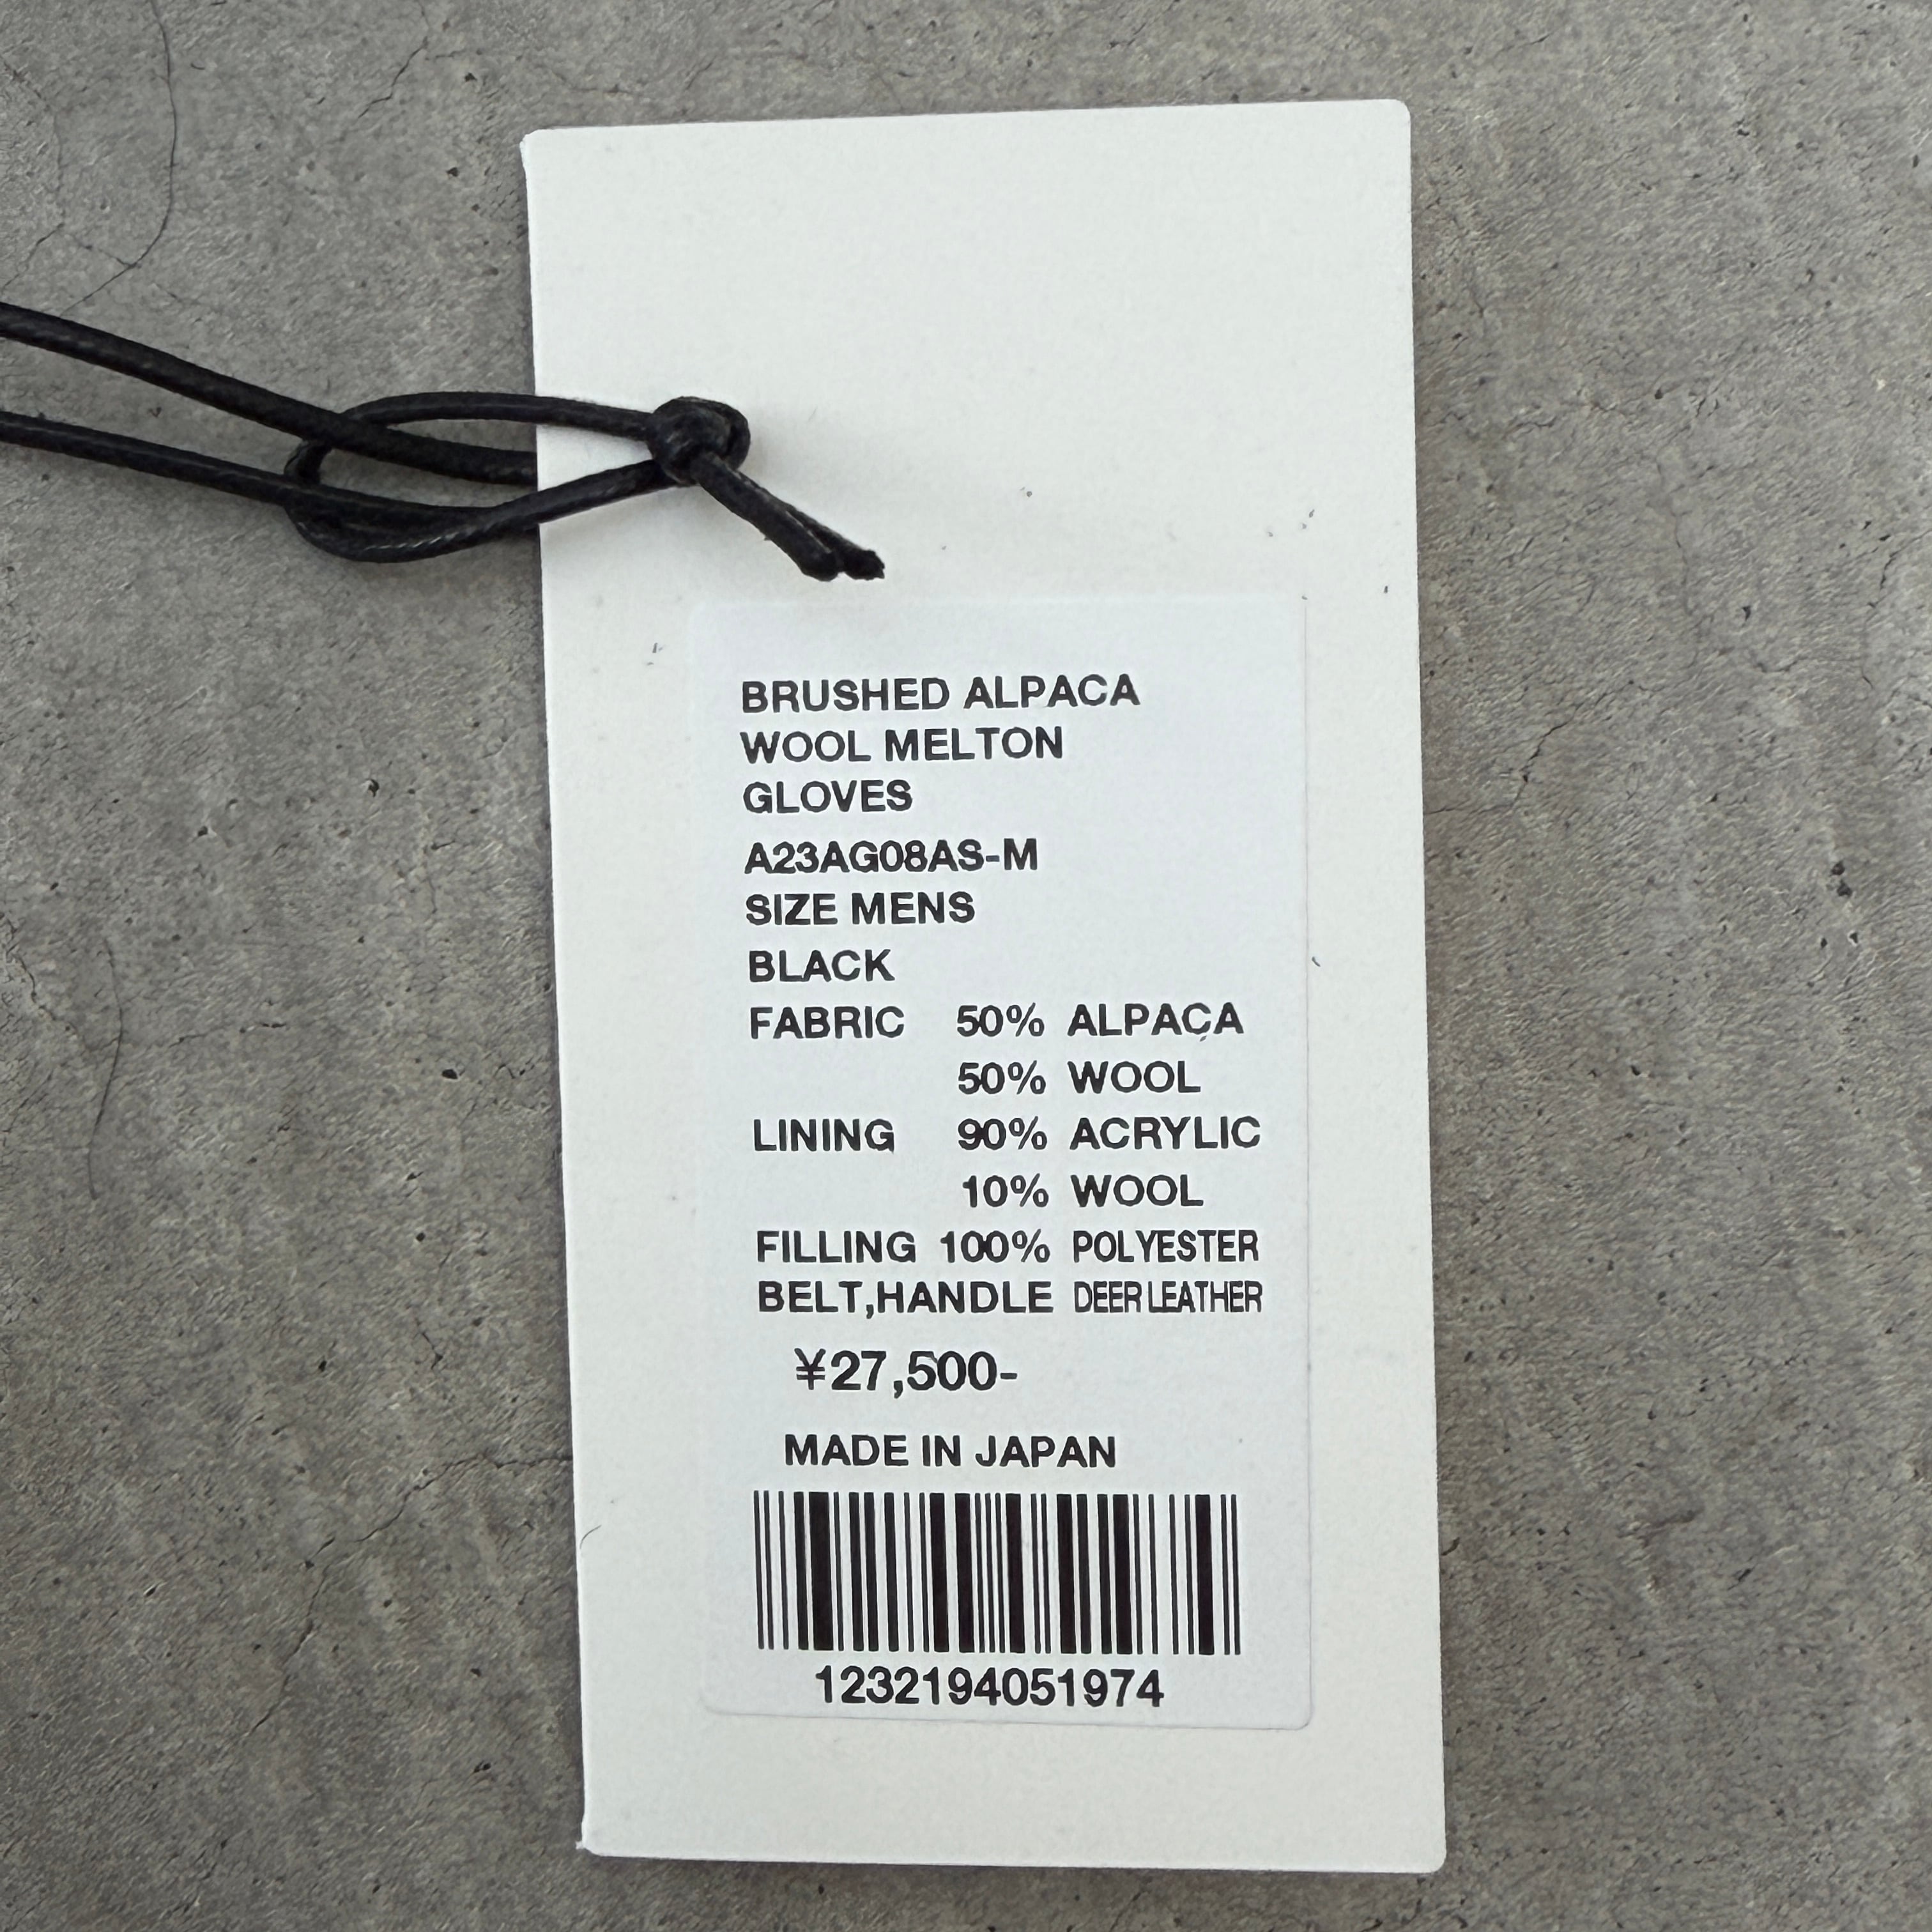 BRUSHED ALPACA
WOOL MELTON
GLOVES
A23AG08AS-M
SIZE MENS
BLACK
FABRIC 50% ALPACA
50% WOOL
LINING 90% ACRYLIC
10% WOOL
FILLING 100% POLYESTER
BELT,HANDLE DEER LEATHER
¥27,500-
MADE IN JAPAN
1232194051974